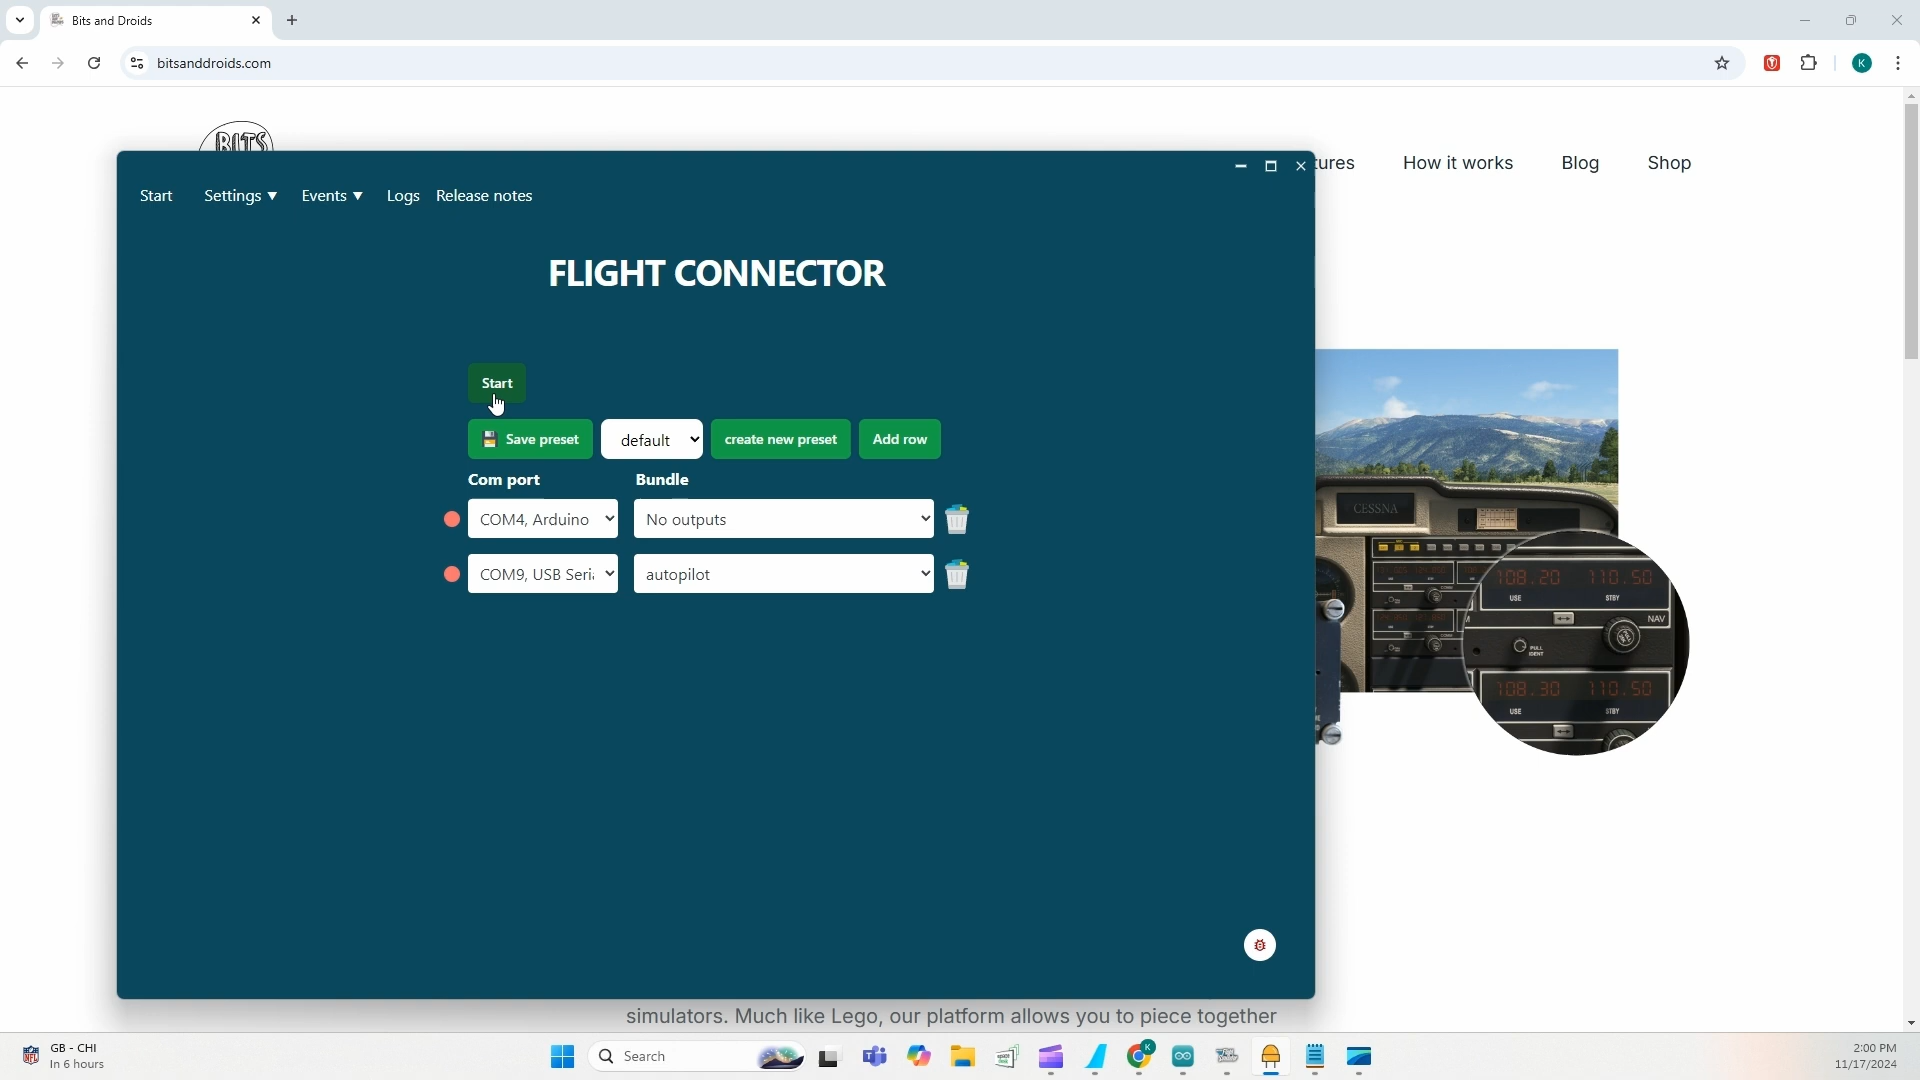 Bits and Droids
bitsanddroids.com
K
BITS
How it works
Blog
Shop
Start
Settings ▼
Events ▼
Logs
Release notes
FLIGHT CONNECTOR
Start
Save preset
default
create new preset
Add row
Com port
Bundle
COM4, Arduino
No outputs
COM9, USB Seri
autopilot
CESSNA
108.20 110.50
USE
STBY
NAV
PULL
IDENT
108.30 110.50
USE
STBY
simulators. Much like Lego, our platform allows you to piece together
GB - CHI
In 6 hours
Search
K
2:00 PM
11/17/2024